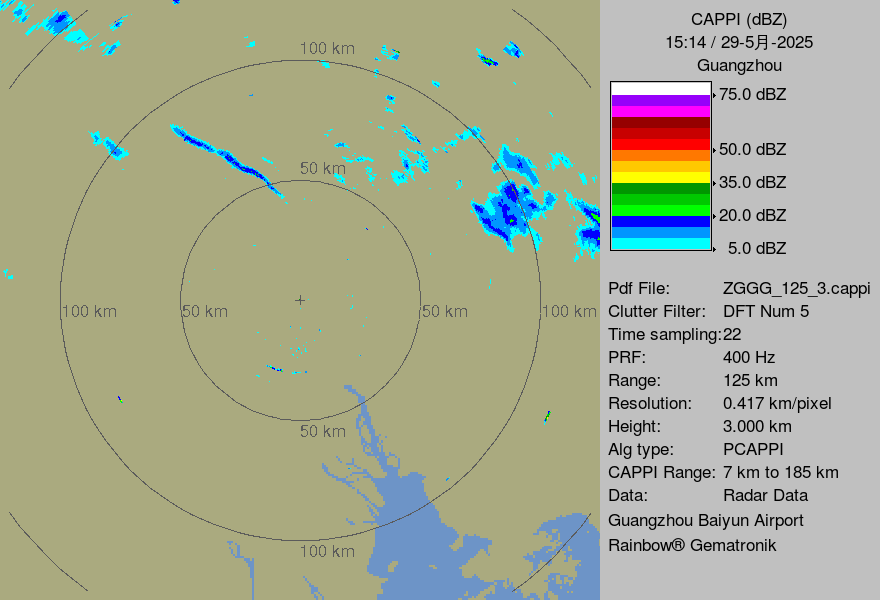 CAPPI (dBZ)
15:14 / 29-5月-2025
Guangzhou
75.0 dBZ
50.0 dBZ
35.0 dBZ
20.0 dBZ
5.0 dBZ
Pdf File: ZGGG_125_3.cappi
Clutter Filter: DFT Num 5
Time sampling:22
PRF: 400 Hz
Range: 125 km
Resolution: 0.417 km/pixel
Height: 3.000 km
Alg type: PCAPPI
CAPPI Range: 7 km to 185 km
Data: Radar Data
Guangzhou Baiyun Airport
Rainbow® Gematronik
100 km
50 km
100 km
50 km
50 km
100 km
50 km
100 km